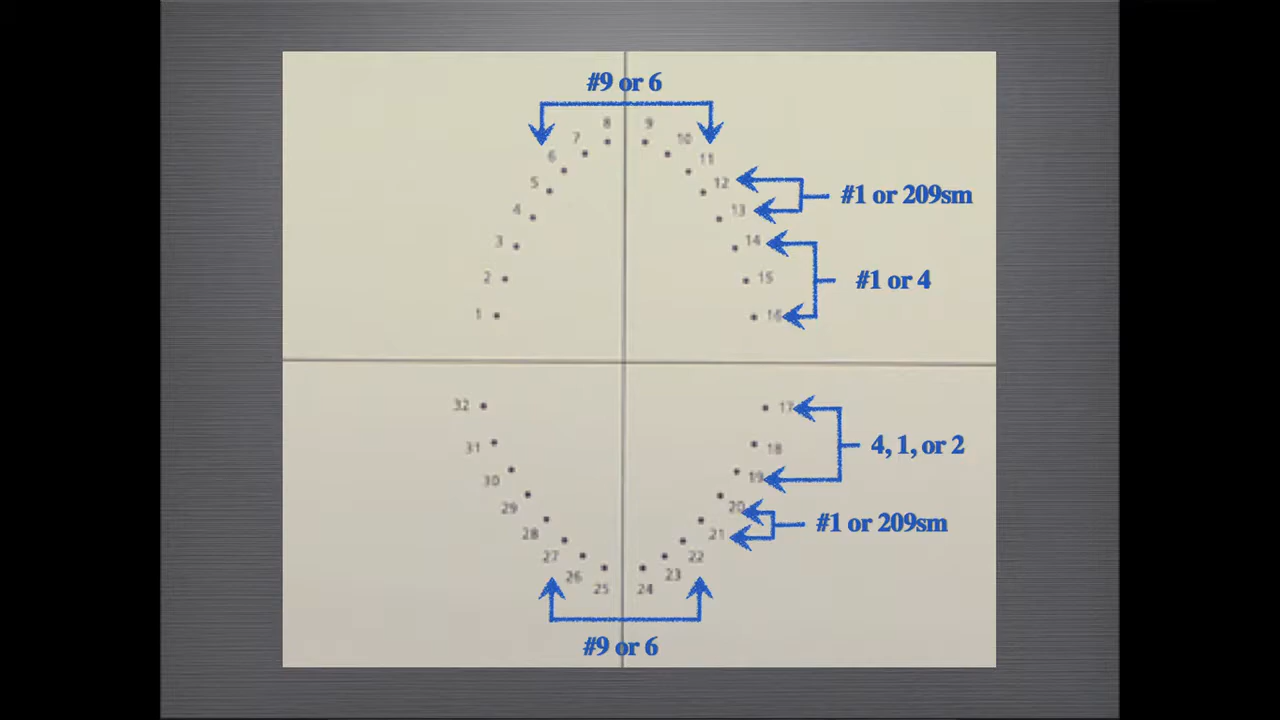 #9 or 6
8 9
7 10
6 11
5 12
#1 or 209sm
4 13
3 14
2 15
#1 or 4
1 16
32 17
31 18
4, 1, or 2
30 19
29 20
#1 or 209sm
28 21
27 22
26 23
25 24
#9 or 6